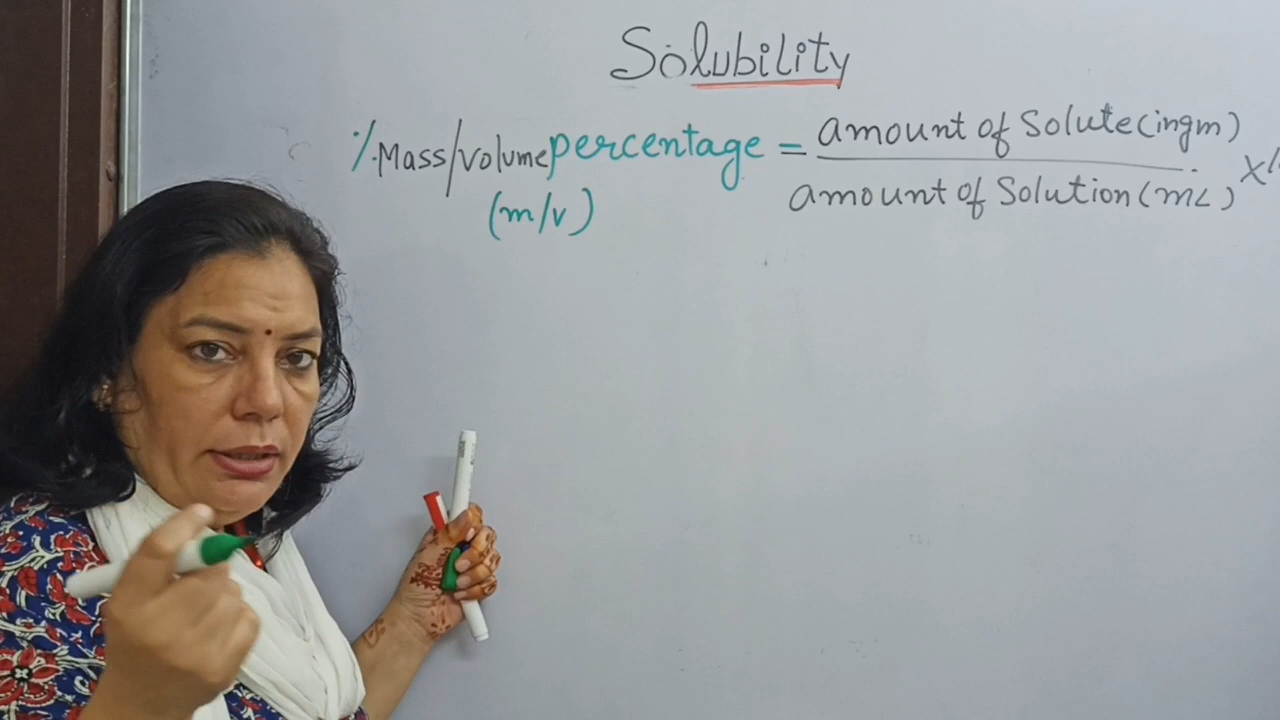 Solubility
% Mass/volume percentage = amount of Solute (in gm)
amount of Solution (mL) ×
(m/v)